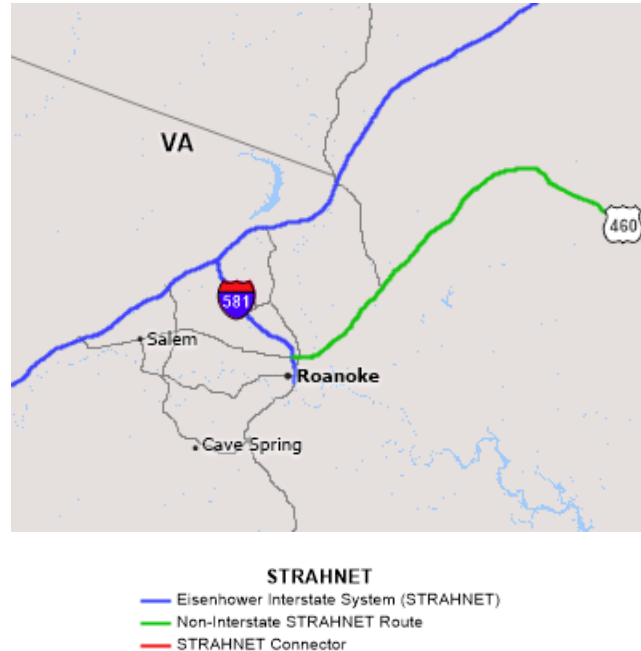 VA
460
581
Salem
Roanoke
Cave Spring
STRAHNET
Eisenhower Interstate System (STRAHNET)
Non-Interstate STRAHNET Route
STRAHNET Connector